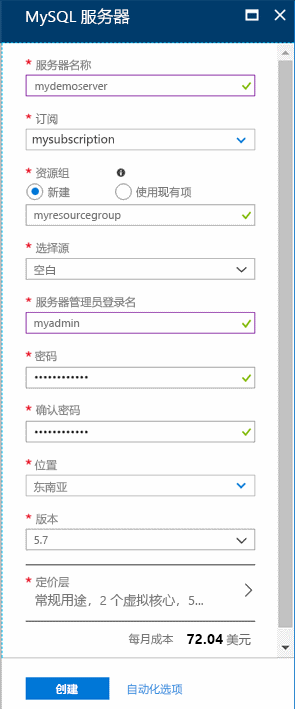 MySQL 服务器
* 服务器名称
mydemoserver
* 订阅
mysubscription
* 资源组
新建 使用现有项
myresourcegroup
* 选择源
空白
* 服务器管理员登录名
myadmin
* 密码
••••••••••••
* 确认密码
••••••••••••
* 位置
东南亚
* 版本
5.7
* 定价层
常规用途，2 个虚拟核心，5...
每月成本 72.04 美元
创建 自动化选项